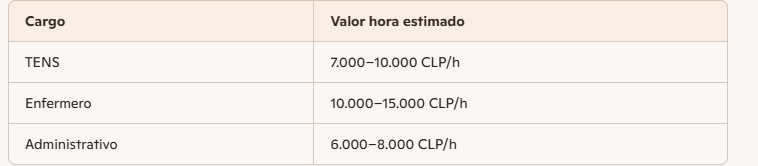 Cargo Valor hora estimado
TENS 7.000–10.000 CLP/h
Enfermero 10.000–15.000 CLP/h
Administrativo 6.000–8.000 CLP/h